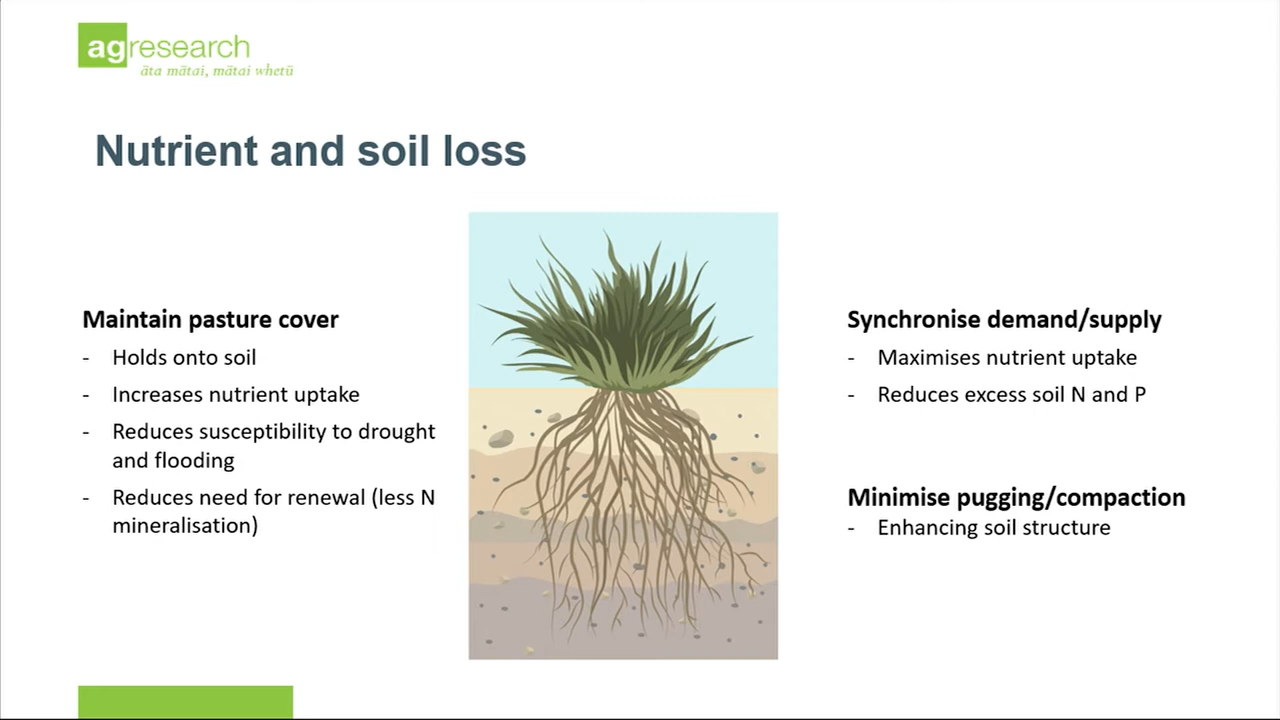 agresearch
āta mātai, mātai whetū
Nutrient and soil loss
Maintain pasture cover
- Holds onto soil
- Increases nutrient uptake
- Reduces susceptibility to drought
and flooding
- Reduces need for renewal (less N
mineralisation)
Synchronise demand/supply
- Maximises nutrient uptake
- Reduces excess soil N and P
Minimise pugging/compaction
- Enhancing soil structure